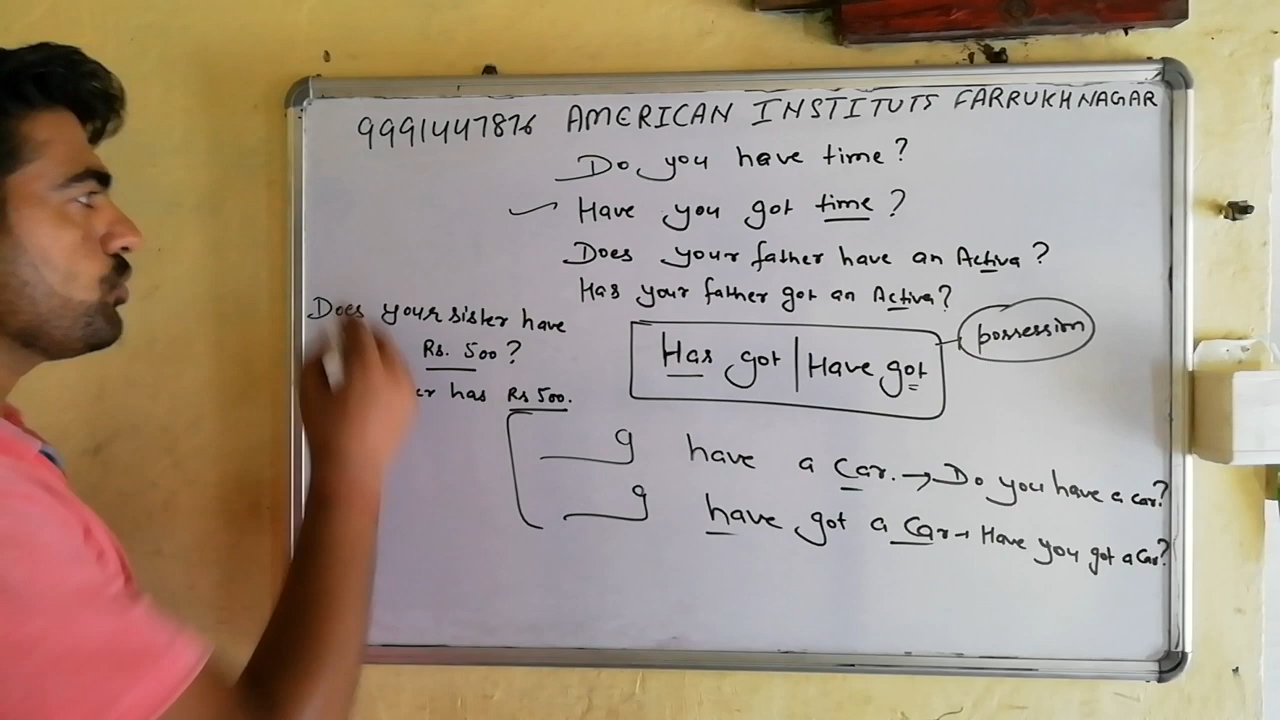 9991447876 AMERICAN INSTITUTS FARRUKHNAGAR
Do you have time?
Have you got time?
Does your father have an Activa?
Has your father got an Activa?
Does your sister have
Rs. 500?
er has Rs 500.
Has got | Have got
possession
I have a car. → Do you have a car?
I have got a car → Have you got a car?